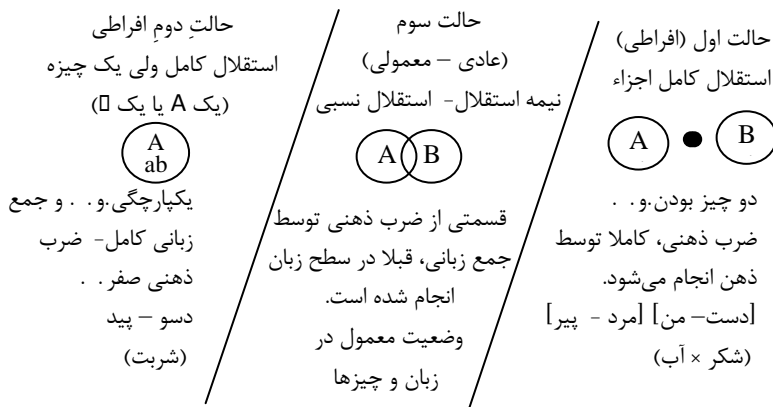 حالت اول (افراطی)
استقلال کامل اجزاء
A ● B
دو چیز بودن.و. . .
ضرب ذهنی، کاملا توسط
ذهن انجام می‌شود.
[دست– من] [مرد - پیر]
(شکر × آب)
حالت سوم
(عادی – معمولی)
نیمه استقلال- استقلال نسبی
A B
قسمتی از ضرب ذهنی توسط
جمع زبانی، قبلا در سطح زبان
انجام شده است.
وضعیت معمول در
زبان و چیزها
حالتِ دومِ افراطی
استقلال کامل ولی یک چیزه
(یک A یا یک )
A
ab
یکپارچگی.و. . و جمع
زبانی کامل- ضرب
ذهنی صفر. . .
دسو – پید
(شربت)